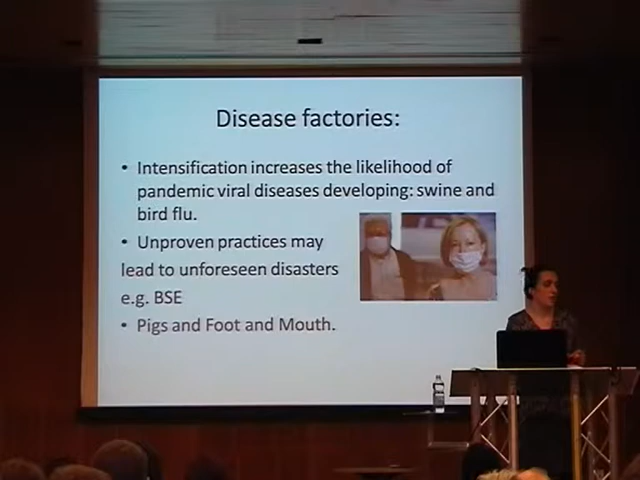 Disease factories:
• Intensification increases the likelihood of
pandemic viral diseases developing: swine and
bird flu.
• Unproven practices may
lead to unforeseen disasters
e.g. BSE
• Pigs and Foot and Mouth.